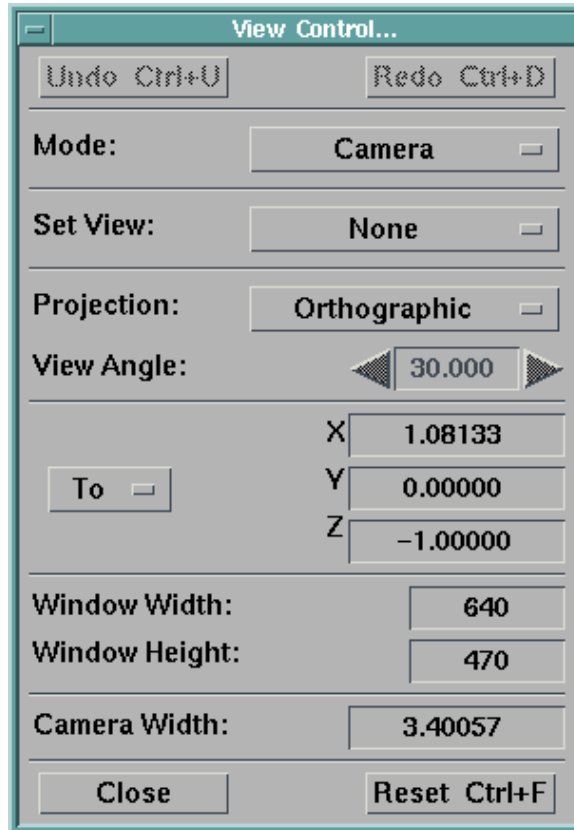 View Control...
Undo Ctrl+U Redo Ctrl+D
Mode: Camera
Set View: None
Projection: Orthographic
View Angle: 30.000
X 1.08133
To Y 0.00000
Z -1.00000
Window Width: 640
Window Height: 470
Camera Width: 3.40057
Close Reset Ctrl+F